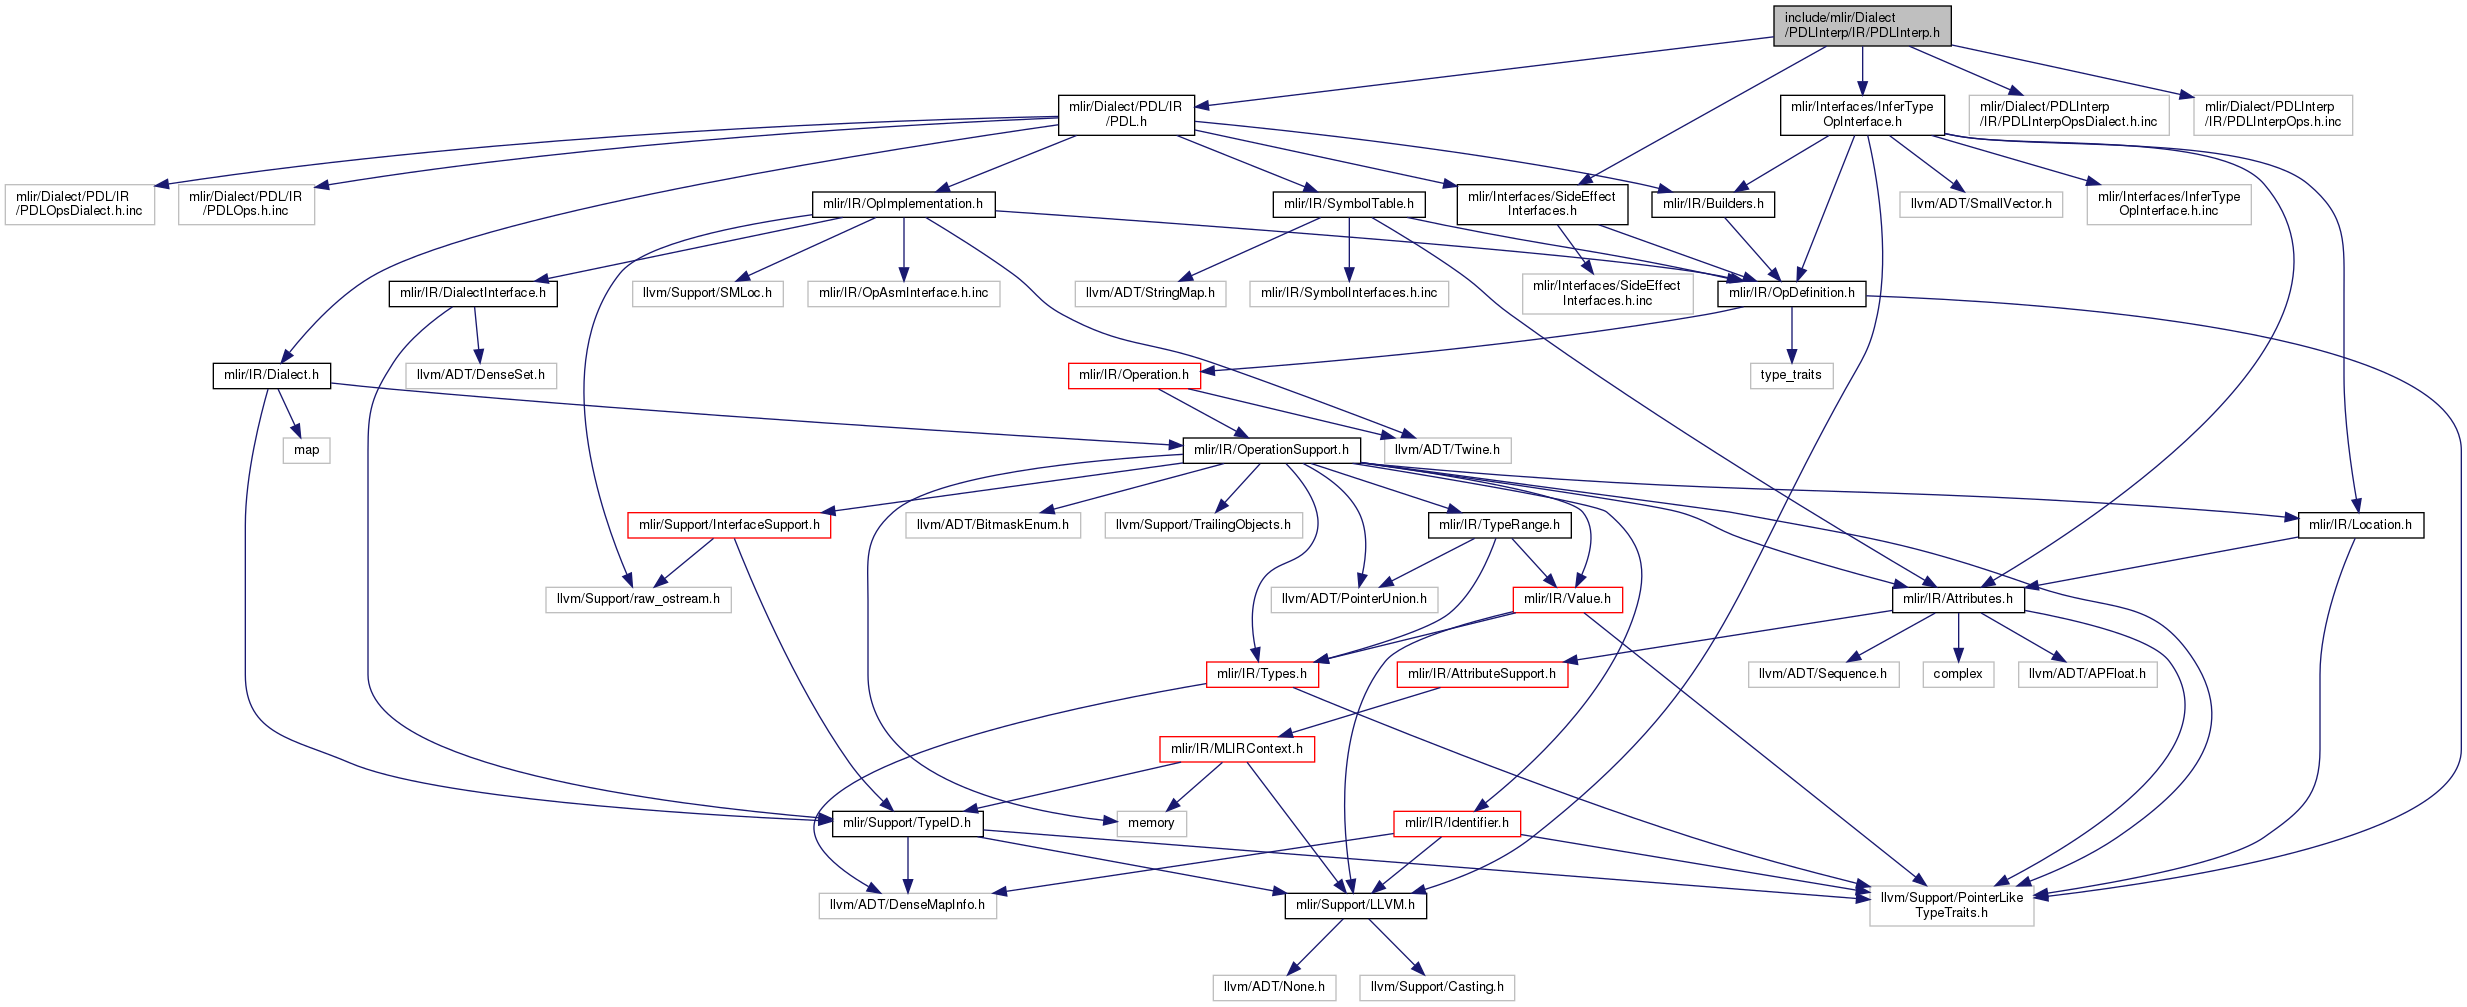 include/mlir/Dialect
/PDLInterp/IR/PDLInterp.h
mlir/Dialect/PDL/IR
/PDL.h
mlir/Interfaces/InferType
OpInterface.h
mlir/Dialect/PDLInterp
/IR/PDLInterpOpsDialect.h.inc
mlir/Dialect/PDLInterp
/IR/PDLInterpOps.h.inc
mlir/Dialect/PDL/IR
/PDLOpsDialect.h.inc
mlir/Dialect/PDL/IR
/PDLOps.h.inc
mlir/IR/OpImplementation.h
mlir/IR/SymbolTable.h
mlir/Interfaces/SideEffect
Interfaces.h
mlir/IR/Builders.h
llvm/ADT/SmallVector.h
mlir/Interfaces/InferType
OpInterface.h.inc
mlir/IR/DialectInterface.h
llvm/Support/SMLoc.h
mlir/IR/OpAsmInterface.h.inc
llvm/ADT/StringMap.h
mlir/IR/SymbolInterfaces.h.inc
mlir/Interfaces/SideEffect
Interfaces.h.inc
mlir/IR/OpDefinition.h
mlir/IR/Dialect.h
llvm/ADT/DenseSet.h
mlir/IR/Operation.h
type_traits
map
mlir/IR/OperationSupport.h
llvm/ADT/Twine.h
mlir/Support/InterfaceSupport.h
llvm/ADT/BitmaskEnum.h
llvm/Support/TrailingObjects.h
mlir/IR/TypeRange.h
mlir/IR/Location.h
llvm/Support/raw_ostream.h
llvm/ADT/PointerUnion.h
mlir/IR/Value.h
mlir/IR/Attributes.h
mlir/IR/Types.h
mlir/IR/AttributeSupport.h
llvm/ADT/Sequence.h
complex
llvm/ADT/APFloat.h
mlir/IR/MLIRContext.h
mlir/Support/TypeID.h
memory
mlir/IR/Identifier.h
llvm/ADT/DenseMapInfo.h
mlir/Support/LLVM.h
llvm/Support/PointerLike
TypeTraits.h
llvm/ADT/None.h
llvm/Support/Casting.h